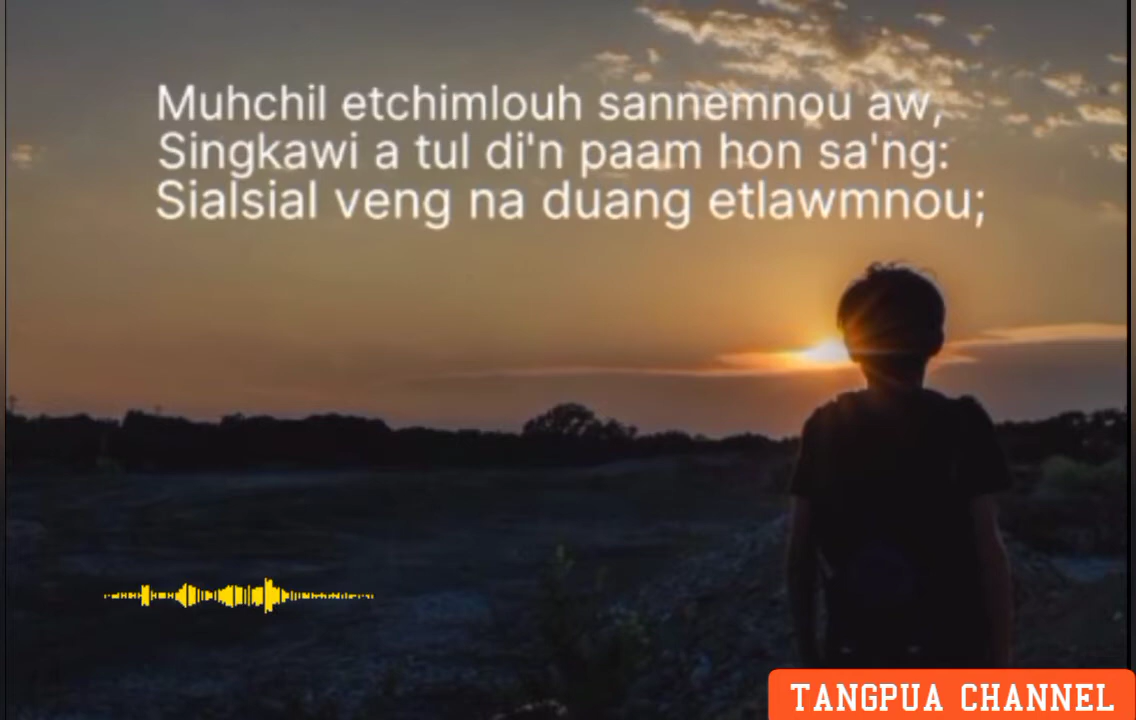 Muhchil etchimlouh sannemnou aw,
Singkawi a tul di'n paam hon sa'ng:
Sialsial veng na duang etlawmnou;
TANGPUA CHANNEL